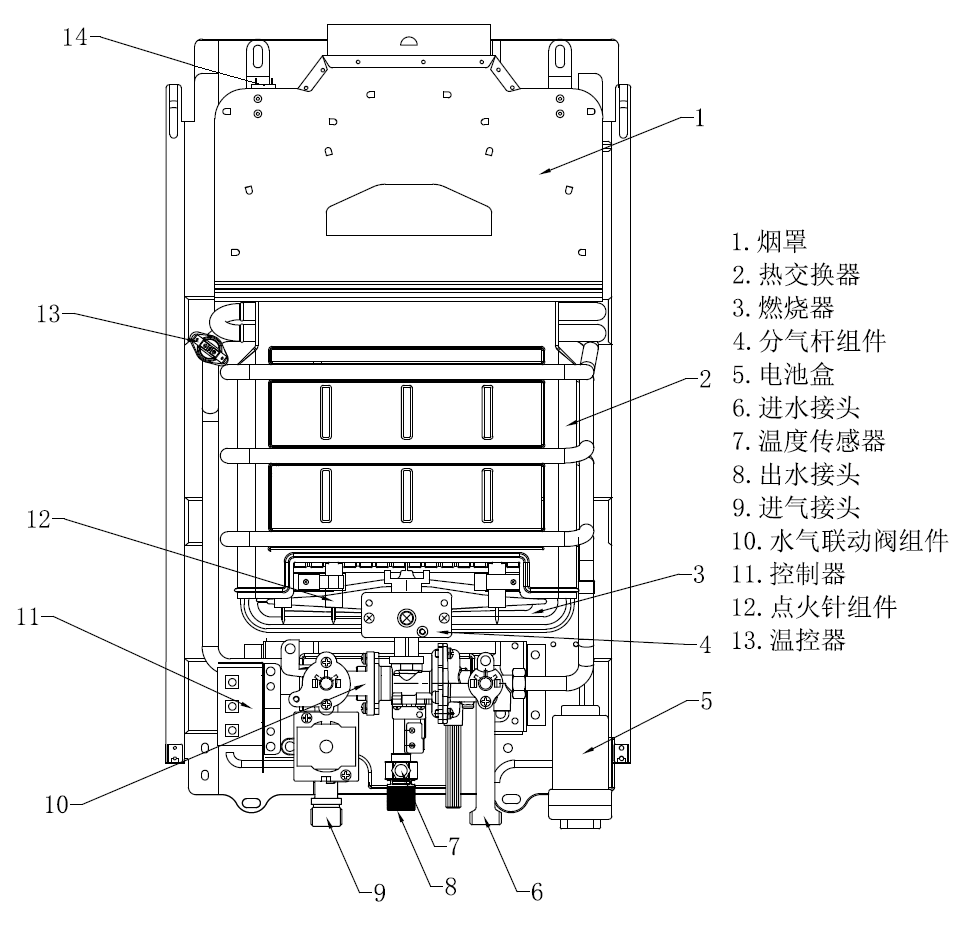 14
1
13
2
12
3
11
4
5
10
7
9
8
6
1.烟罩
2.热交换器
3.燃烧器
4.分气杆组件
5.电池盒
6.进水接头
7.温度传感器
8.出水接头
9.进气接头
10.水气联动阀组件
11.控制器
12.点火针组件
13.温控器